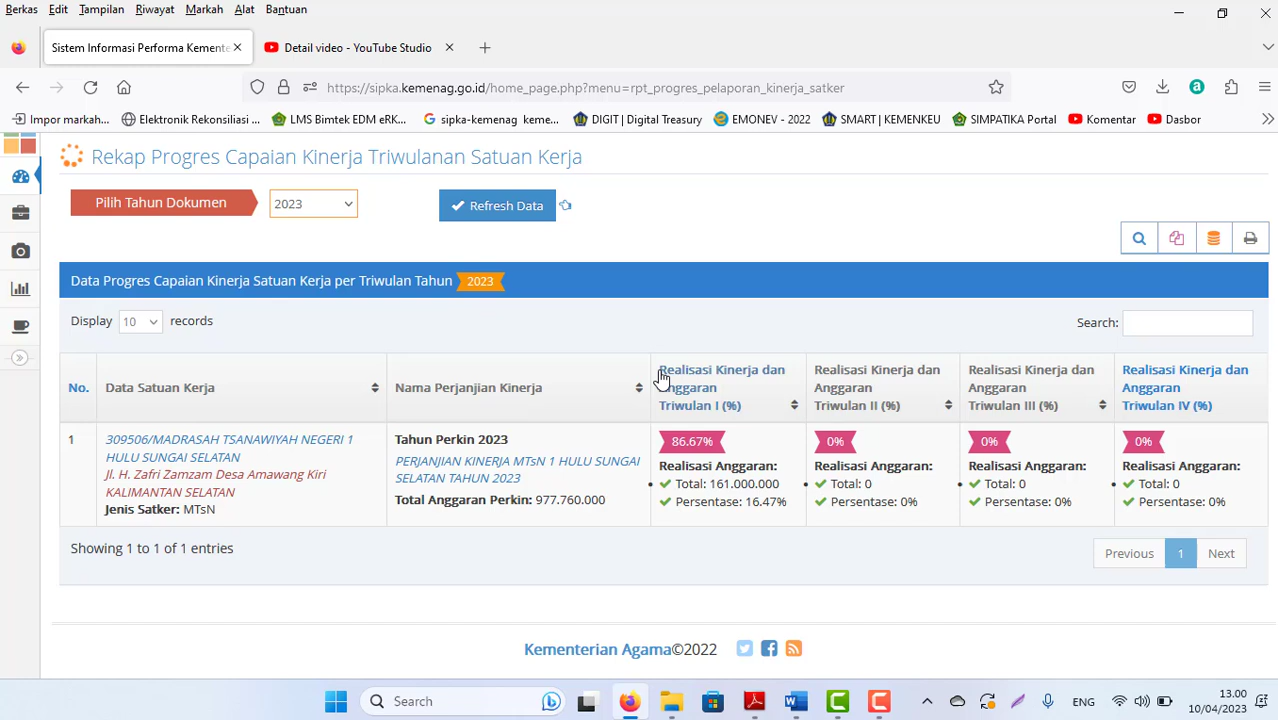 Berkas Edit Tampilan Riwayat Markah Alat Bantuan
Sistem Informasi Performa Kemente
Detail video - YouTube Studio
https://sipka.kemenag.go.id/home_page.php?menu=rpt_progres_pelaporan_kinerja_satker
Impor markah... Elektronik Rekonsiliasi ... LMS Bimtek EDM eRK... sipka-kemenag keme... DIGIT | Digital Treasury EMONEV - 2022 SMART | KEMENKEU SIMPATIKA Portal Komentar Dasbor
Rekap Progres Capaian Kinerja Triwulanan Satuan Kerja
Pilih Tahun Dokumen 2023 Refresh Data
Data Progres Capaian Kinerja Satuan Kerja per Triwulan Tahun 2023
Display 10 records Search:
No.
Data Satuan Kerja
Nama Perjanjian Kinerja
Realisasi Kinerja dan
Anggaran
Triwulan I (%)
Realisasi Kinerja dan
Anggaran
Triwulan II (%)
Realisasi Kinerja dan
Anggaran
Triwulan III (%)
Realisasi Kinerja dan
Anggaran
Triwulan IV (%)
1
309506/MADRASAH TSANAWIYAH NEGERI 1
HULU SUNGAI SELATAN
Jl. H. Zafri Zamzam Desa Amawang Kiri
KALIMANTAN SELATAN
Jenis Satker: MTsN
Tahun Perkin 2023
PERJANJIAN KINERJA MTsN 1 HULU SUNGAI
SELATAN TAHUN 2023
Total Anggaran Perkin: 977.760.000
86.67%
Realisasi Anggaran:
Total: 161.000.000
Persentase: 16.47%
0%
Realisasi Anggaran:
Total: 0
Persentase: 0%
0%
Realisasi Anggaran:
Total: 0
Persentase: 0%
0%
Realisasi Anggaran:
Total: 0
Persentase: 0%
Showing 1 to 1 of 1 entries
Previous 1 Next
Kementerian Agama©2022
Search
ENG
13.00
10/04/2023